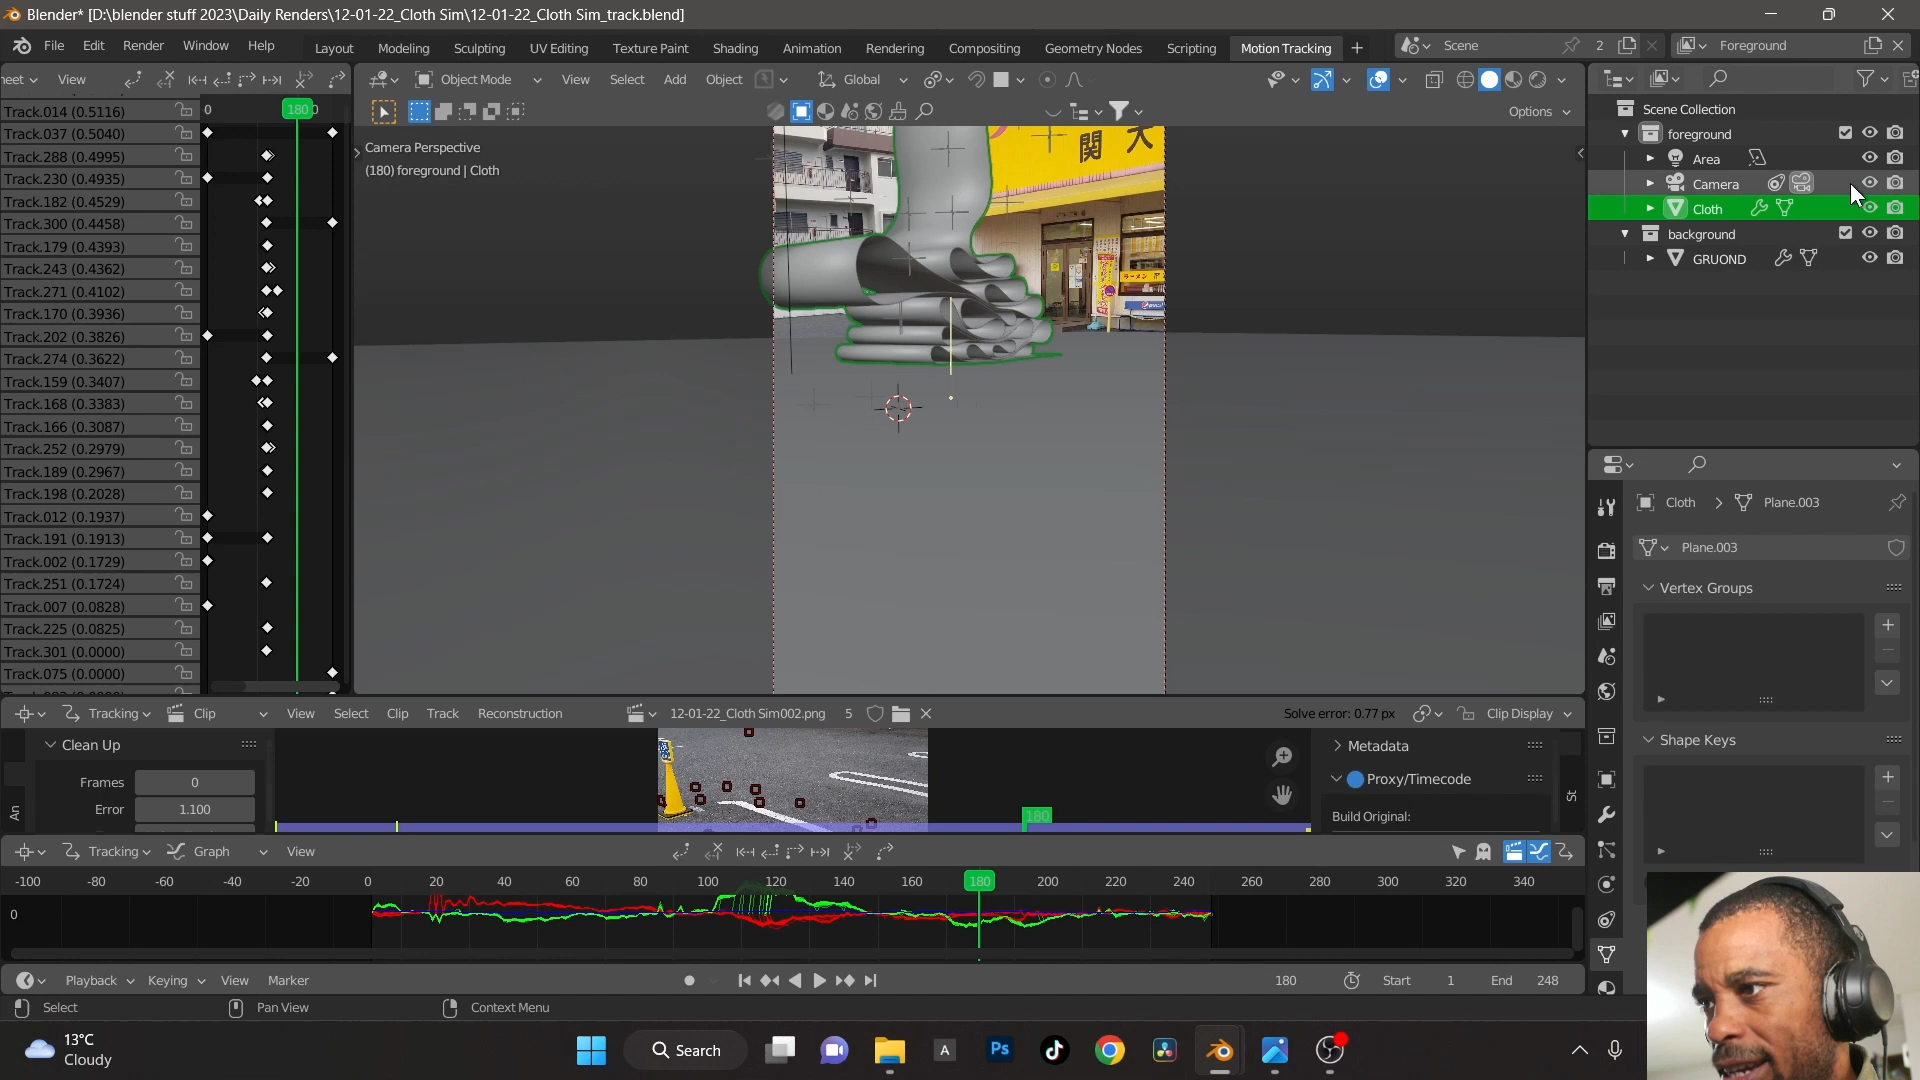 Blender* [D:\blender stuff 2023\Daily Renders\12-01-22_Cloth Sim\12-01-22_Cloth Sim_track.blend]
File Edit Render Window Help
Layout Modeling Sculpting UV Editing Texture Paint Shading Animation Rendering Compositing Geometry Nodes Scripting Motion Tracking +
Scene 2 Foreground
eet View
Object Mode View Select Add Object Global
Options
Track.014 (0.5116)
Track.037 (0.5040)
Track.288 (0.4995)
Track.230 (0.4935)
Track.182 (0.4529)
Track.300 (0.4458)
Track.179 (0.4393)
Track.243 (0.4362)
Track.271 (0.4102)
Track.170 (0.3936)
Track.202 (0.3826)
Track.274 (0.3622)
Track.159 (0.3407)
Track.168 (0.3383)
Track.166 (0.3087)
Track.252 (0.2979)
Track.189 (0.2967)
Track.198 (0.2028)
Track.012 (0.1937)
Track.191 (0.1913)
Track.002 (0.1729)
Track.251 (0.1724)
Track.007 (0.0828)
Track.225 (0.0825)
Track.301 (0.0000)
Track.075 (0.0000)
0 180 0
Camera Perspective
(180) foreground | Cloth
関 大
Scene Collection
foreground
Area
Camera
Cloth
background
GRUOND
Cloth > Plane.003
Plane.003
Vertex Groups
Shape Keys
Tracking Clip View Select Clip Track Reconstruction
12-01-22_Cloth Sim002.png 5
Solve error: 0.77 px
Clip Display
Clean Up
Frames 0
Error 1.100
An
180
Metadata
Proxy/Timecode
Build Original:
St
Tracking Graph View
-100 -80 -60 -40 -20 0 20 40 60 80 100 120 140 160 180 200 220 240 260 280 300 320 340
0
Playback Keying View Marker
180 Start 1 End 248
Select Pan View Context Menu
13°C
Cloudy
Search
A
Ps